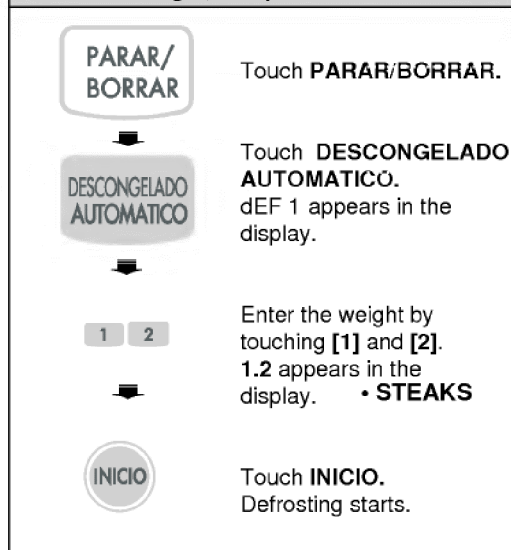 PARAR/
BORRAR
Touch PARAR/BORRAR.
DESCONGELADO
AUTOMATICO
Touch DESCONGELADO
AUTOMATICO.
dEF 1 appears in the
display.
1 2
Enter the weight by
touching [1] and [2].
1.2 appears in the
display. • STEAKS
INICIO
Touch INICIO.
Defrosting starts.